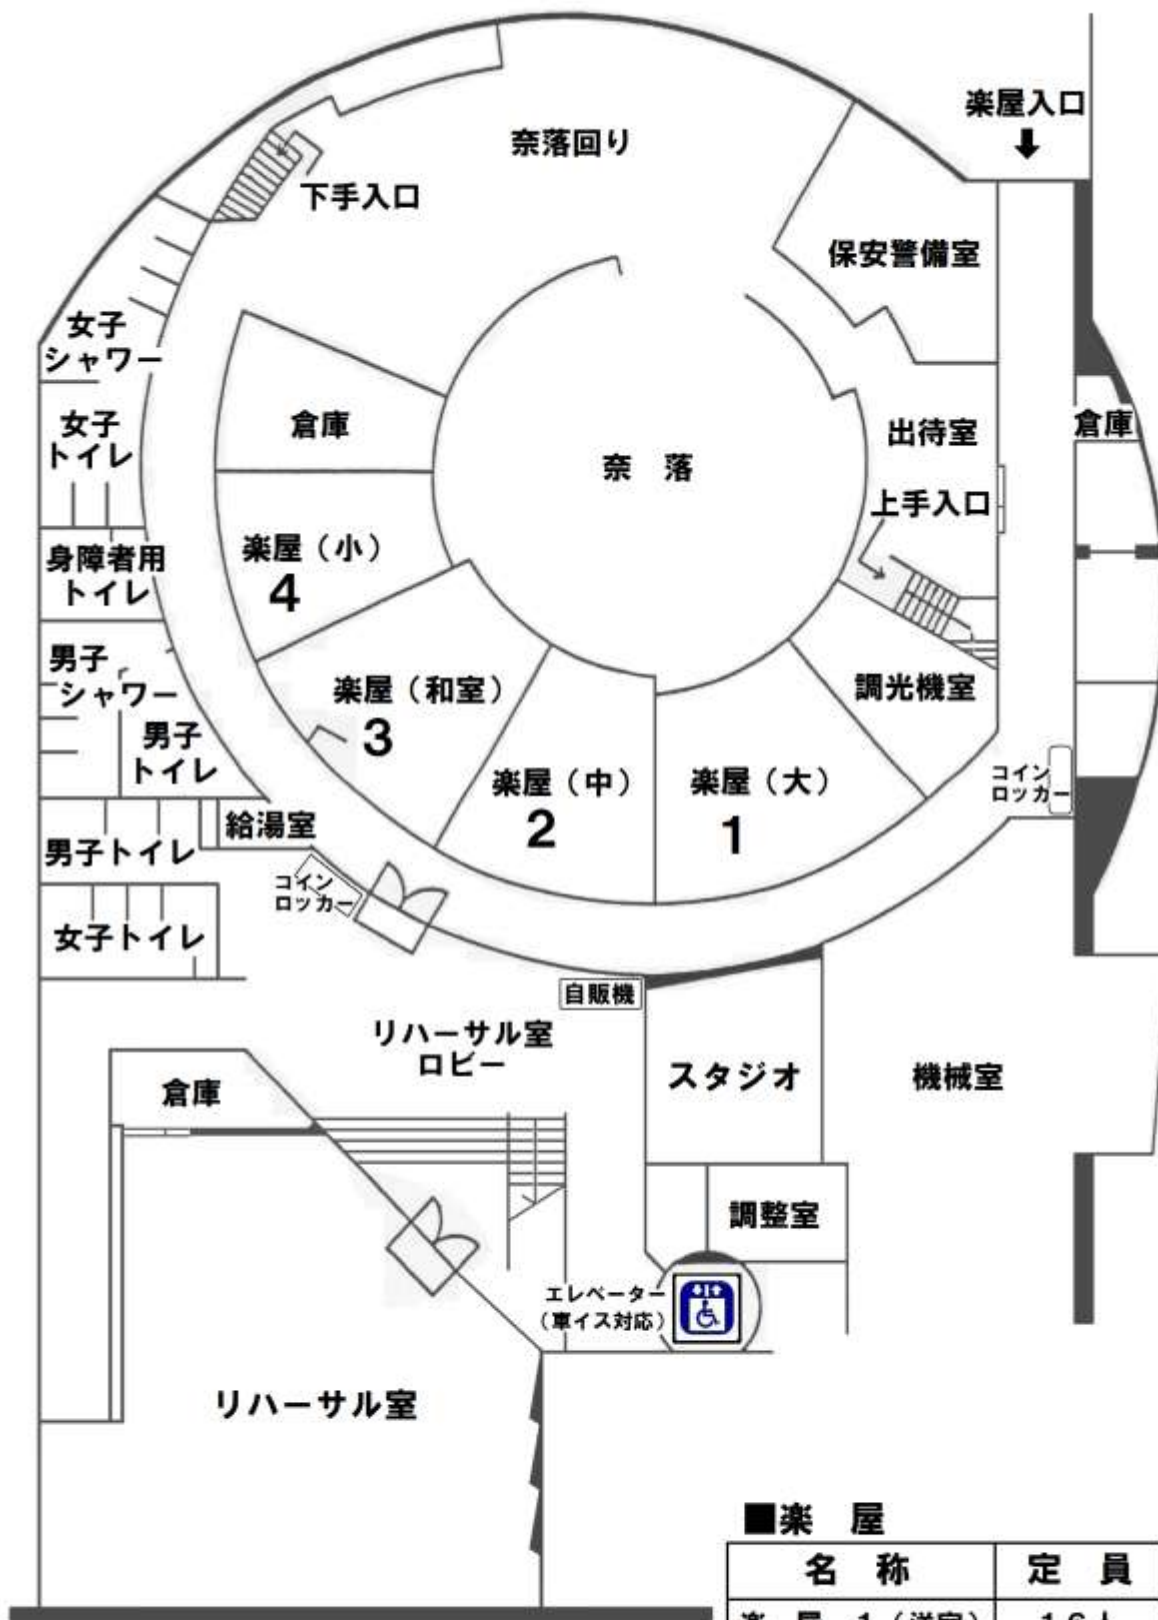 楽屋入口
奈落回り
下手入口
保安警備室
女子
シャワー
倉庫
女子
トイレ
倉庫
出待室
奈 落
上手入口
楽屋（小）
4
身障者用
トイレ
男子
シャワー
楽屋（和室）
3
調光機室
男子
トイレ
楽屋（中）
2
楽屋（大）
1
コイン
ロッカー
給湯室
男子トイレ
コイン
ロッカー
女子トイレ
自販機
リハーサル室
ロビー
スタジオ
機械室
倉庫
調整室
エレベーター
（車イス対応）
リハーサル室
■楽 屋
名 称 定 員